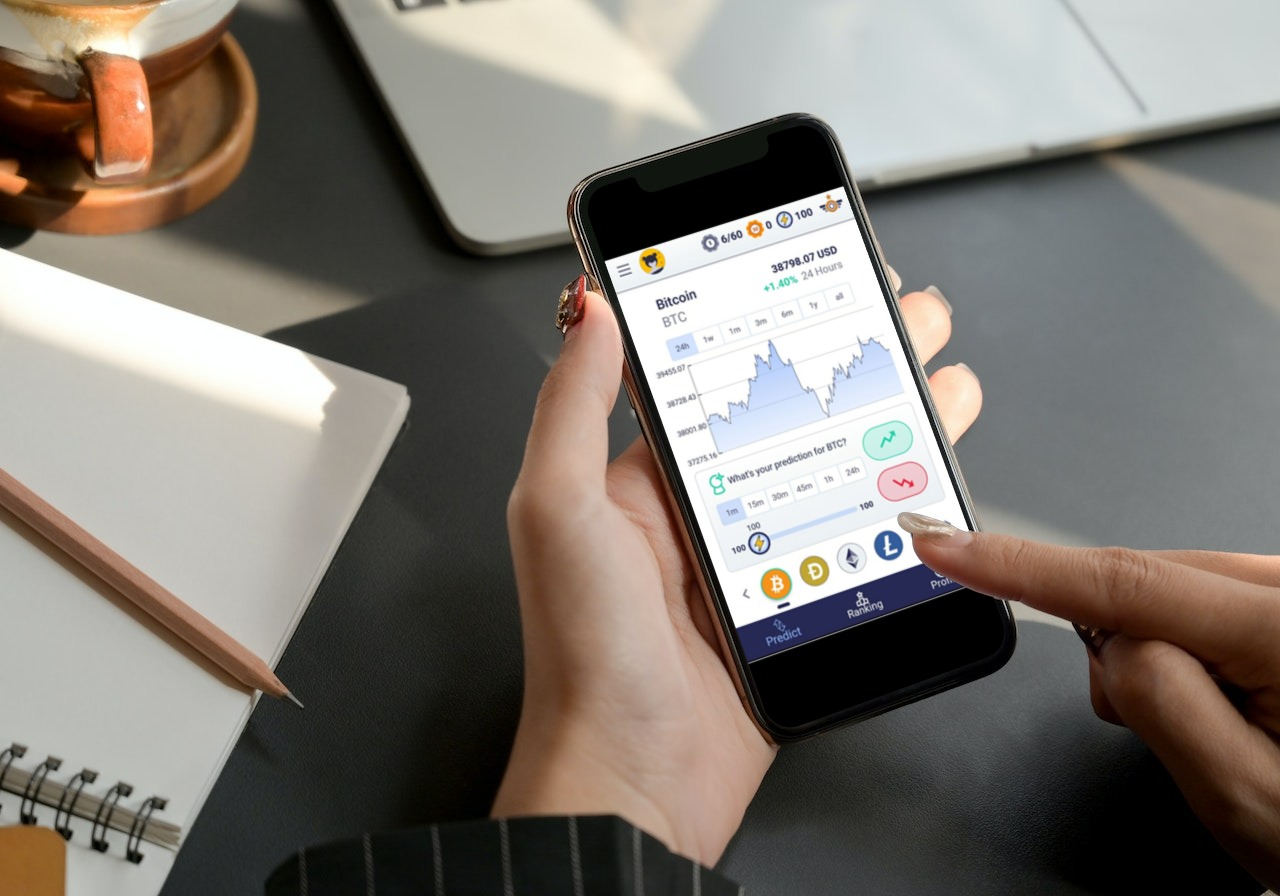 6/60 0 100
Bitcoin 38798.07 USD
BTC +1.40% 24 Hours
24h 1w 1m 3m 6m 1y all
39455.07
38728.43
38001.80
37275.16
What's your prediction for BTC?
1m 15m 30m 45m 1h 24h
100
100 100
Predict Ranking